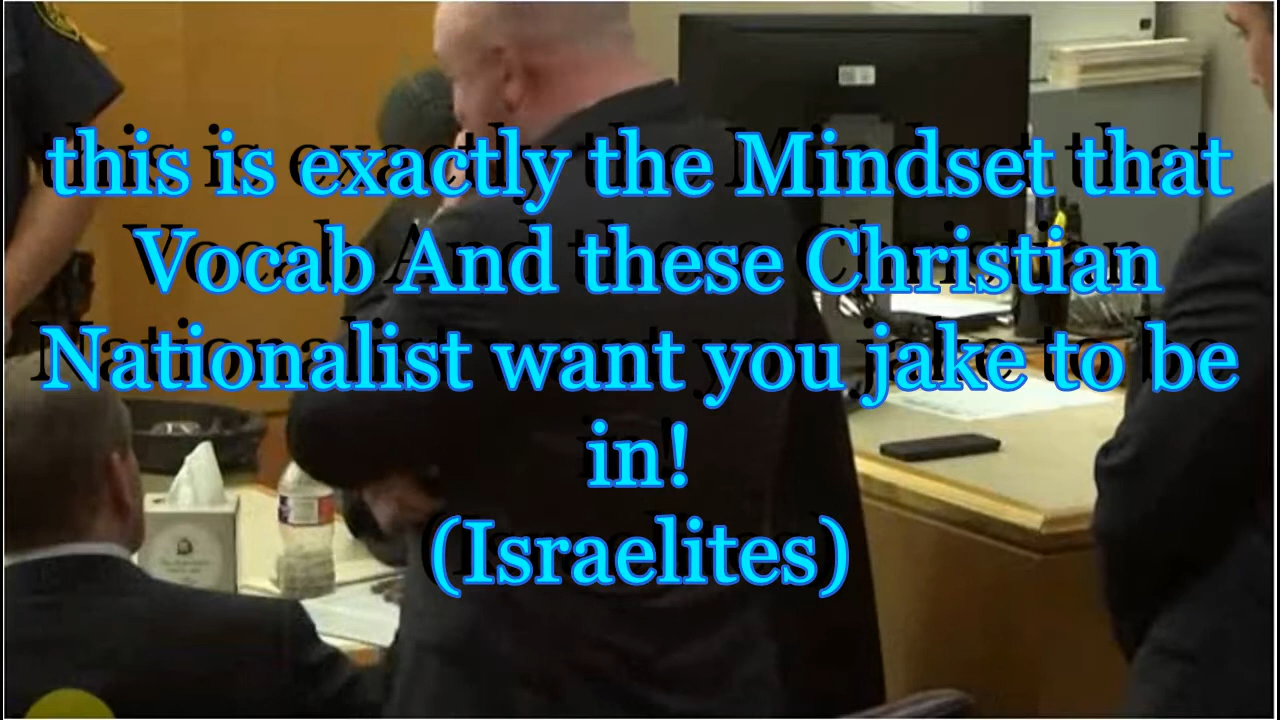 this is exactly the Mindset that
Vocab And these Christian
Nationalist want you jake to be
in!
(Israelites)